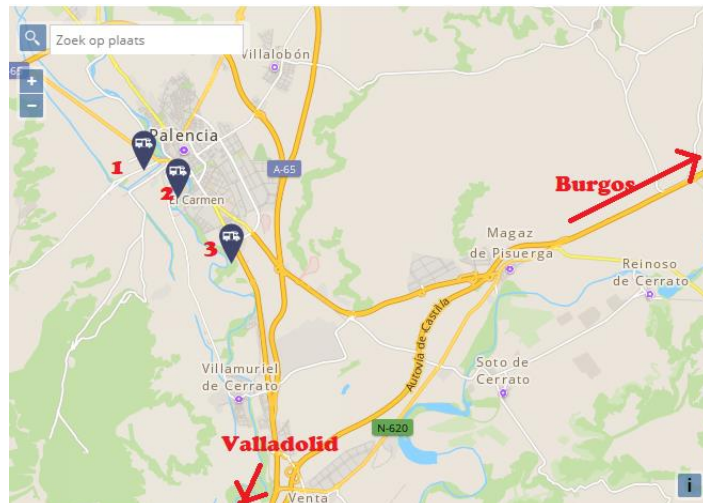 Zoek op plaats
65
+
−
Villalobón
Palencia
1
2
El Carmen
A-65
Burgos
3
Magaz
de Pisuerga
Reinoso
de Cerrato
Autovía de Castilla
Villamuriel
de Cerrato
Soto de
Cerrato
N-620
Valladolid
Venta
i